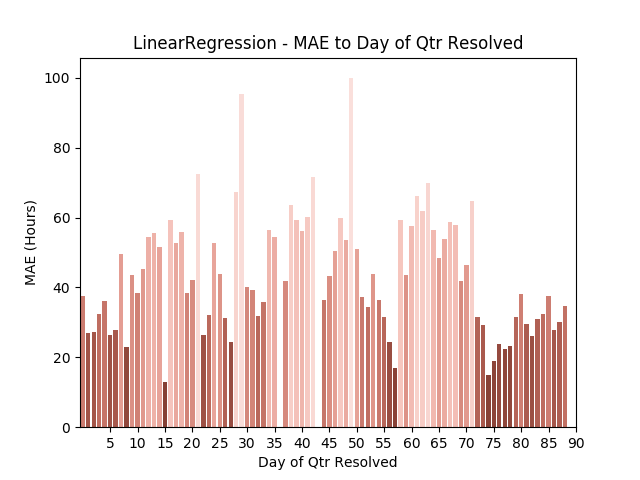 LinearRegression - MAE to Day of Qtr Resolved
100
80
60
40
20
0
MAE (Hours)
5 10 15 20 25 30 35 40 45 50 55 60 65 70 75 80 85 90
Day of Qtr Resolved